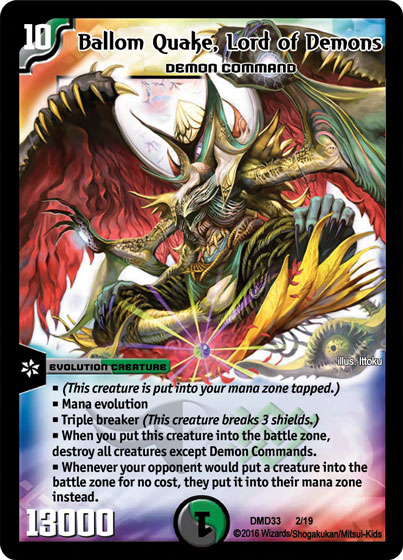 10
Ballom Quake, Lord of Demons
DEMON COMMAND
illus. Ittoku
EVOLUTION CREATURE
▪ (This creature is put into your mana zone tapped.)
▪ Mana evolution
▪ Triple breaker (This creature breaks 3 shields.)
▪ When you put this creature into the battle zone,
destroy all creatures except Demon Commands.
▪ Whenever your opponent would put a creature into the
battle zone for no cost, they put it into their mana zone
instead.
13000
1
DMD33 2/19
©2016 Wizards/Shogakukan/Mitsui-Kids